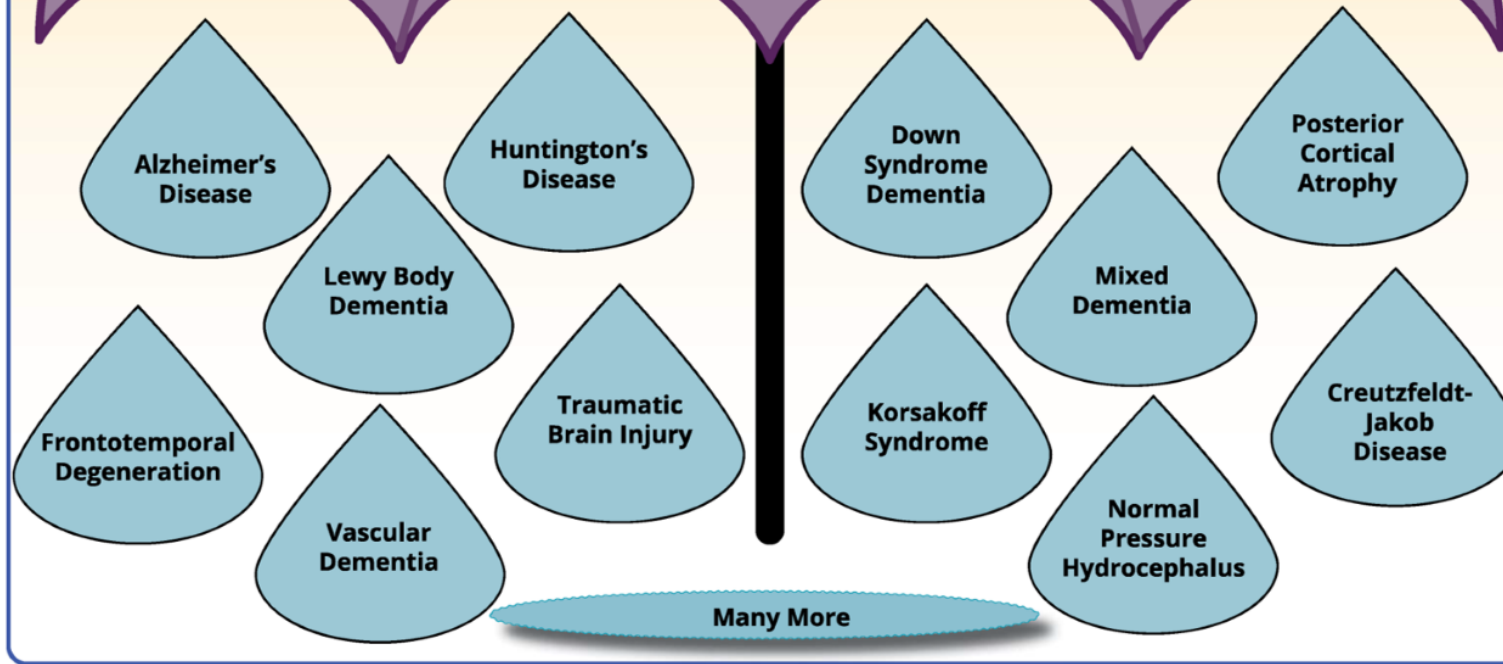 Alzheimer's
Disease
Huntington's
Disease
Down
Syndrome
Dementia
Posterior
Cortical
Atrophy
Lewy Body
Dementia
Mixed
Dementia
Frontotemporal
Degeneration
Traumatic
Brain Injury
Korsakoff
Syndrome
Creutzfeldt-
Jakob
Disease
Vascular
Dementia
Normal
Pressure
Hydrocephalus
Many More